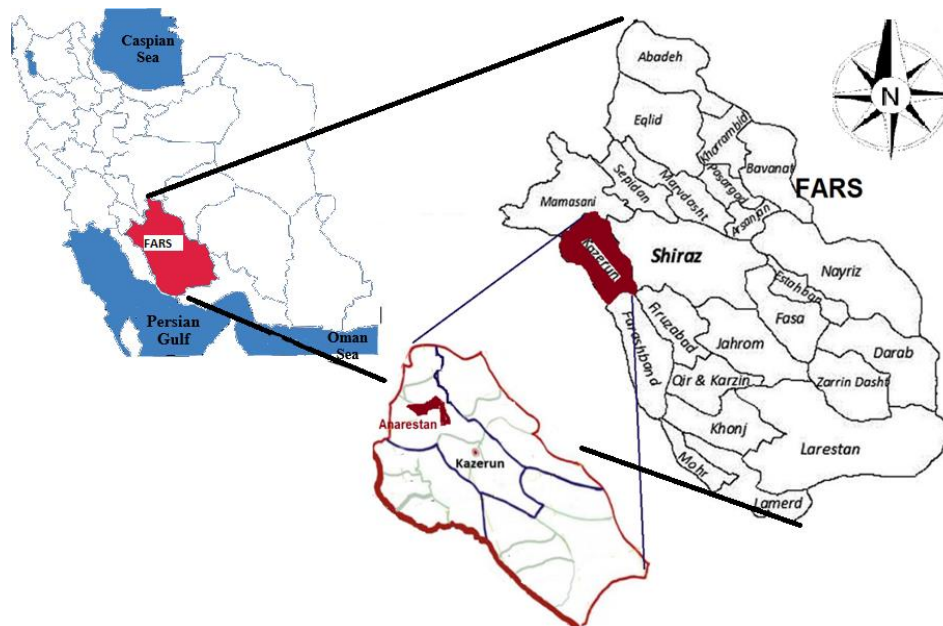 Caspian
Sea
FARS
Persian
Gulf
Oman
Sea
N
FARS
Abadeh
Eqlid
Kharrambid
Bavanat
Pasargad
Sepidan
Marvdasht
Arsanjan
Mamasani
Kazerun
Shiraz
Nayriz
Estahban
Fasa
Firuzabad
Farashband
Jahrom
Darab
Qir & Karzin
Zarrin Dasht
Khonj
Larestan
Mohr
Lamerd
Anarestan
Kazerun